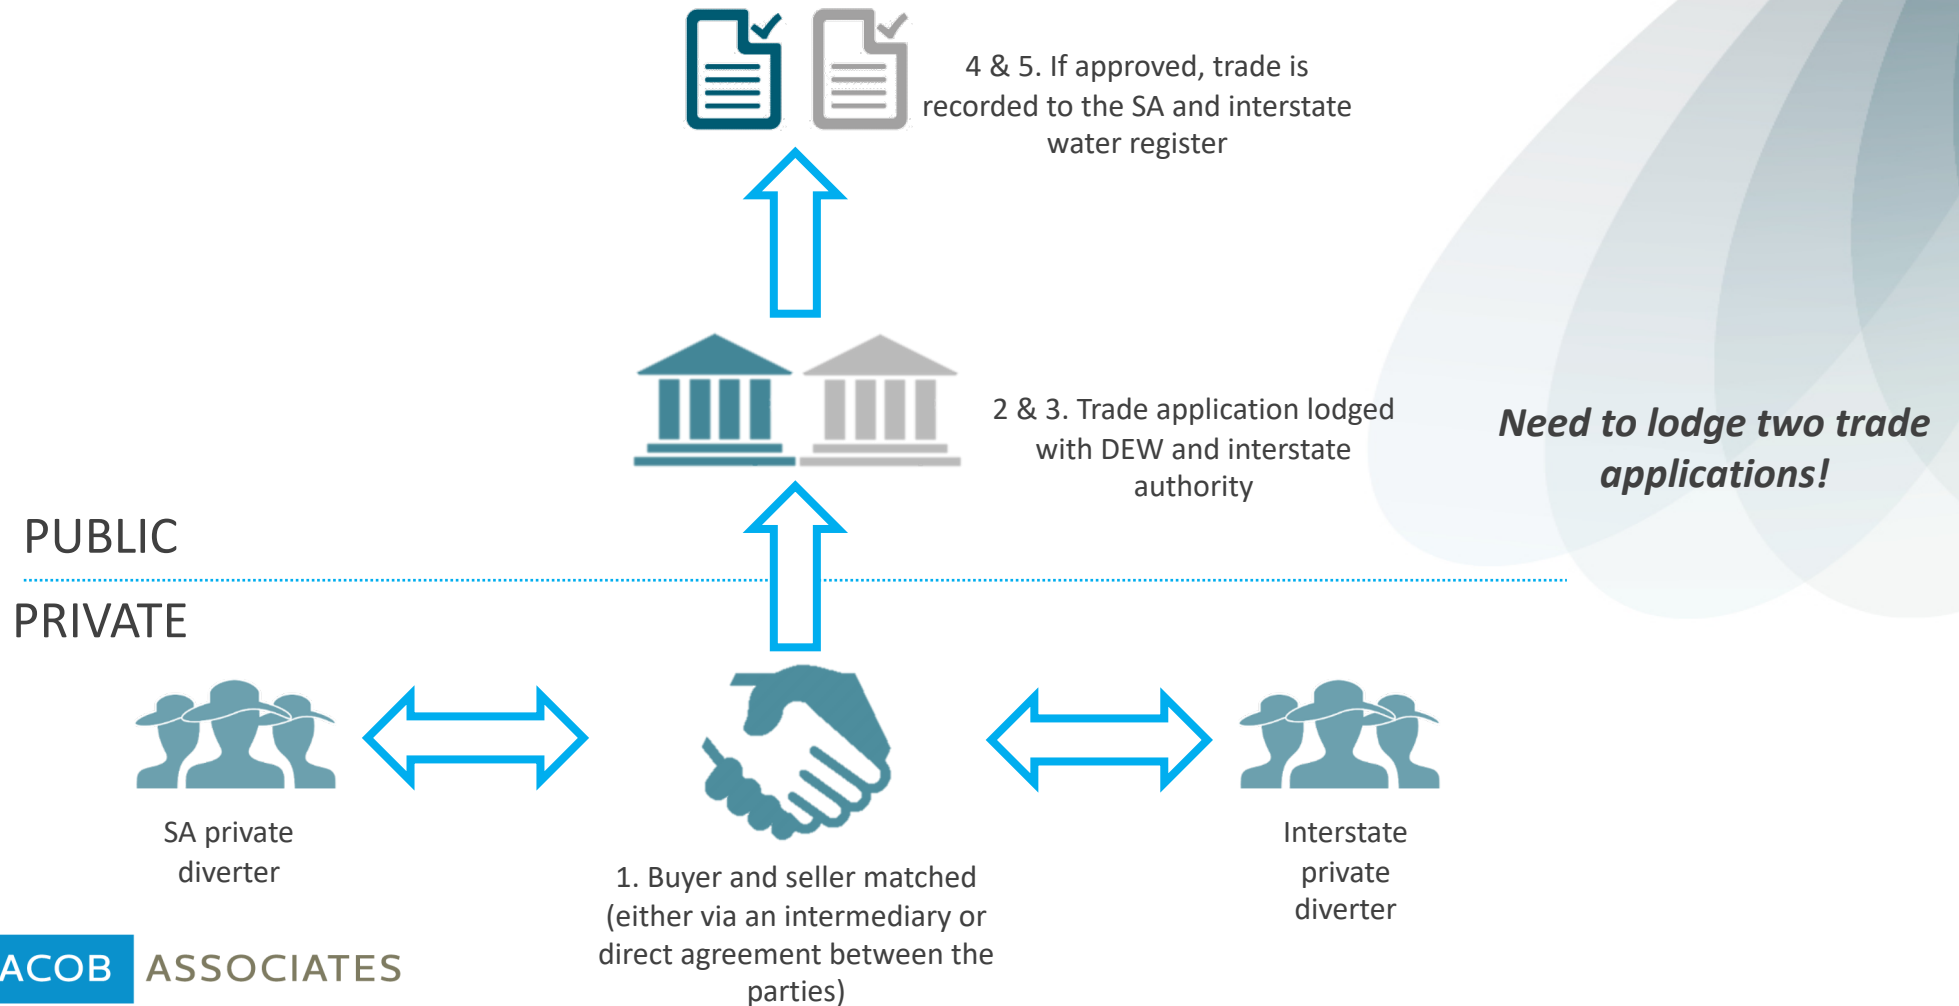 4 & 5. If approved, trade is
recorded to the SA and interstate
water register
2 & 3. Trade application lodged
with DEW and interstate
authority
Need to lodge two trade
applications!
PUBLIC
PRIVATE
SA private
diverter
1. Buyer and seller matched
(either via an intermediary or
direct agreement between the
parties)
Interstate
private
diverter
ACOB ASSOCIATES